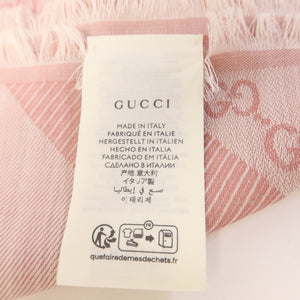 GUCCI
MADE IN ITALY
FABRIQUÉ EN ITALIE
HERGESTELLT IN ITALIEN
HECHO EN ITALIA
FABRICADO EM ITÁLIA
СДЕЛАНО В ИТАЛИИ
产地：意大利
イタリア製
صنع في إيطاليا
이태리제
FR
quefairedemesdechets.fr